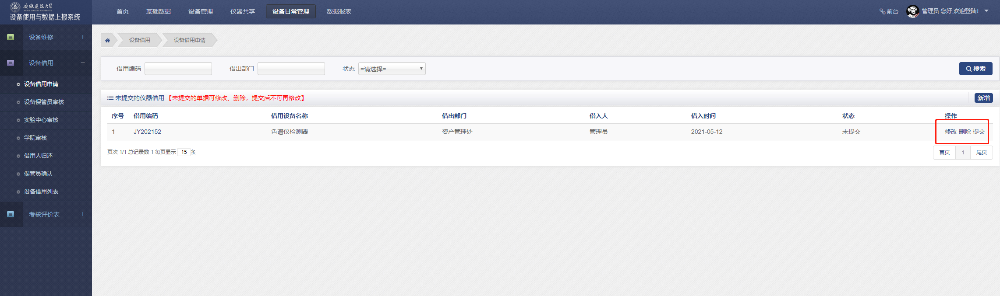 安徽建筑大学
ANHUI JIANZHU UNIVERSITY
设备使用与数据上报系统
首页 基础数据 设备管理 仪器共享 设备日常管理 数据报表
前台 管理员 您好,欢迎登陆!
设备维修 +
设备借用 −
设备借用申请
设备保管员审核
实验中心审核
学院审核
借用人归还
保管员确认
设备借用列表
考核评价表 +
设备借用 设备借用申请
借用编码 借出部门 状态 =请选择= 搜索
未提交的仪器借用 【未提交的单据可修改、删除，提交后不可再修改】 新增
序号 借用编码 借用设备名称 借出部门 借入人 借入时间 状态 操作
1 JY202152 色谱仪检测器 资产管理处 管理员 2021-05-12 未提交 修改 删除 提交
页次 1/1 总记录数 1 每页显示 15 条
首页 1 尾页